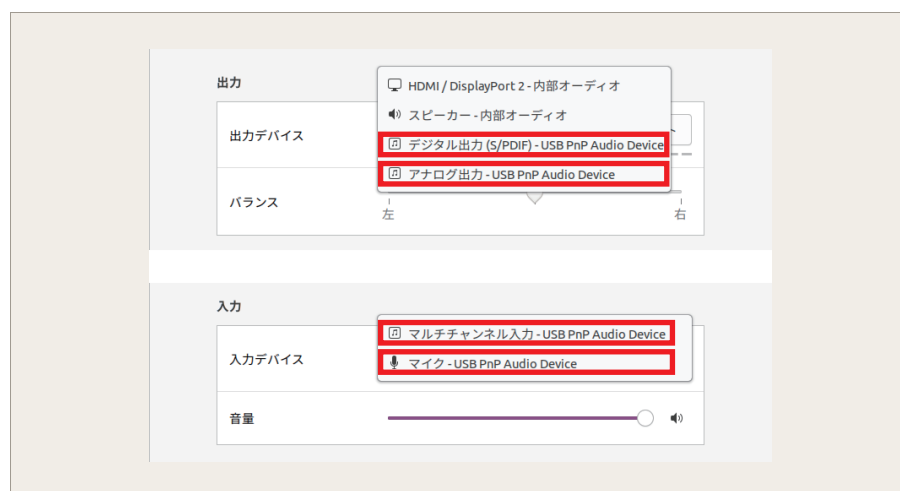 出力
HDMI / DisplayPort 2 - 内部オーディオ
スピーカー - 内部オーディオ
出力デバイス
デジタル出力 (S/PDIF) - USB PnP Audio Device
アナログ出力 - USB PnP Audio Device
バランス
左
右
入力
マルチチャンネル入力 - USB PnP Audio Device
入力デバイス
マイク - USB PnP Audio Device
音量